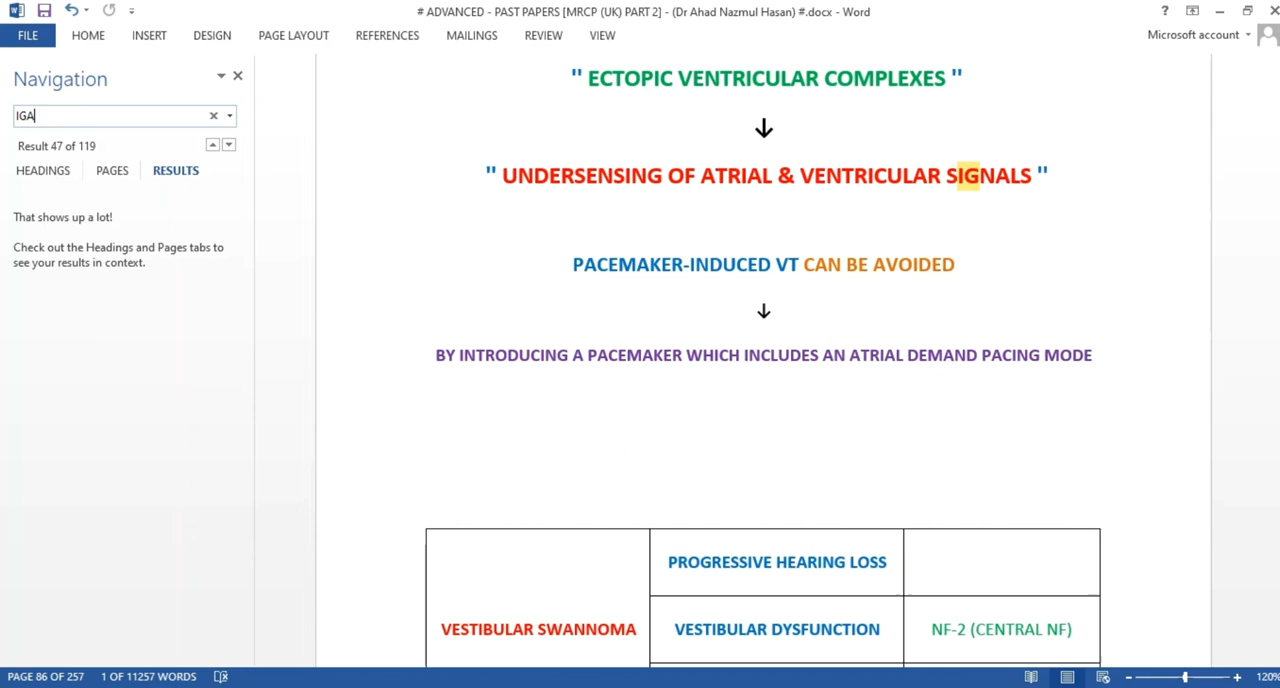 # ADVANCED - PAST PAPERS [MRCP (UK) PART 2] - (Dr Ahad Nazmul Hasan) #.docx - Word
?
FILE HOME INSERT DESIGN PAGE LAYOUT REFERENCES MAILINGS REVIEW VIEW Microsoft account
Navigation
IGA
Result 47 of 119
HEADINGS PAGES RESULTS
That shows up a lot!
Check out the Headings and Pages tabs to
see your results in context.
" ECTOPIC VENTRICULAR COMPLEXES "
↓
" UNDERSENSING OF ATRIAL & VENTRICULAR SIGNALS "
PACEMAKER-INDUCED VT CAN BE AVOIDED
↓
BY INTRODUCING A PACEMAKER WHICH INCLUDES AN ATRIAL DEMAND PACING MODE
PROGRESSIVE HEARING LOSS
VESTIBULAR SWANNOMA VESTIBULAR DYSFUNCTION NF-2 (CENTRAL NF)
PAGE 86 OF 257 1 OF 11257 WORDS 120%